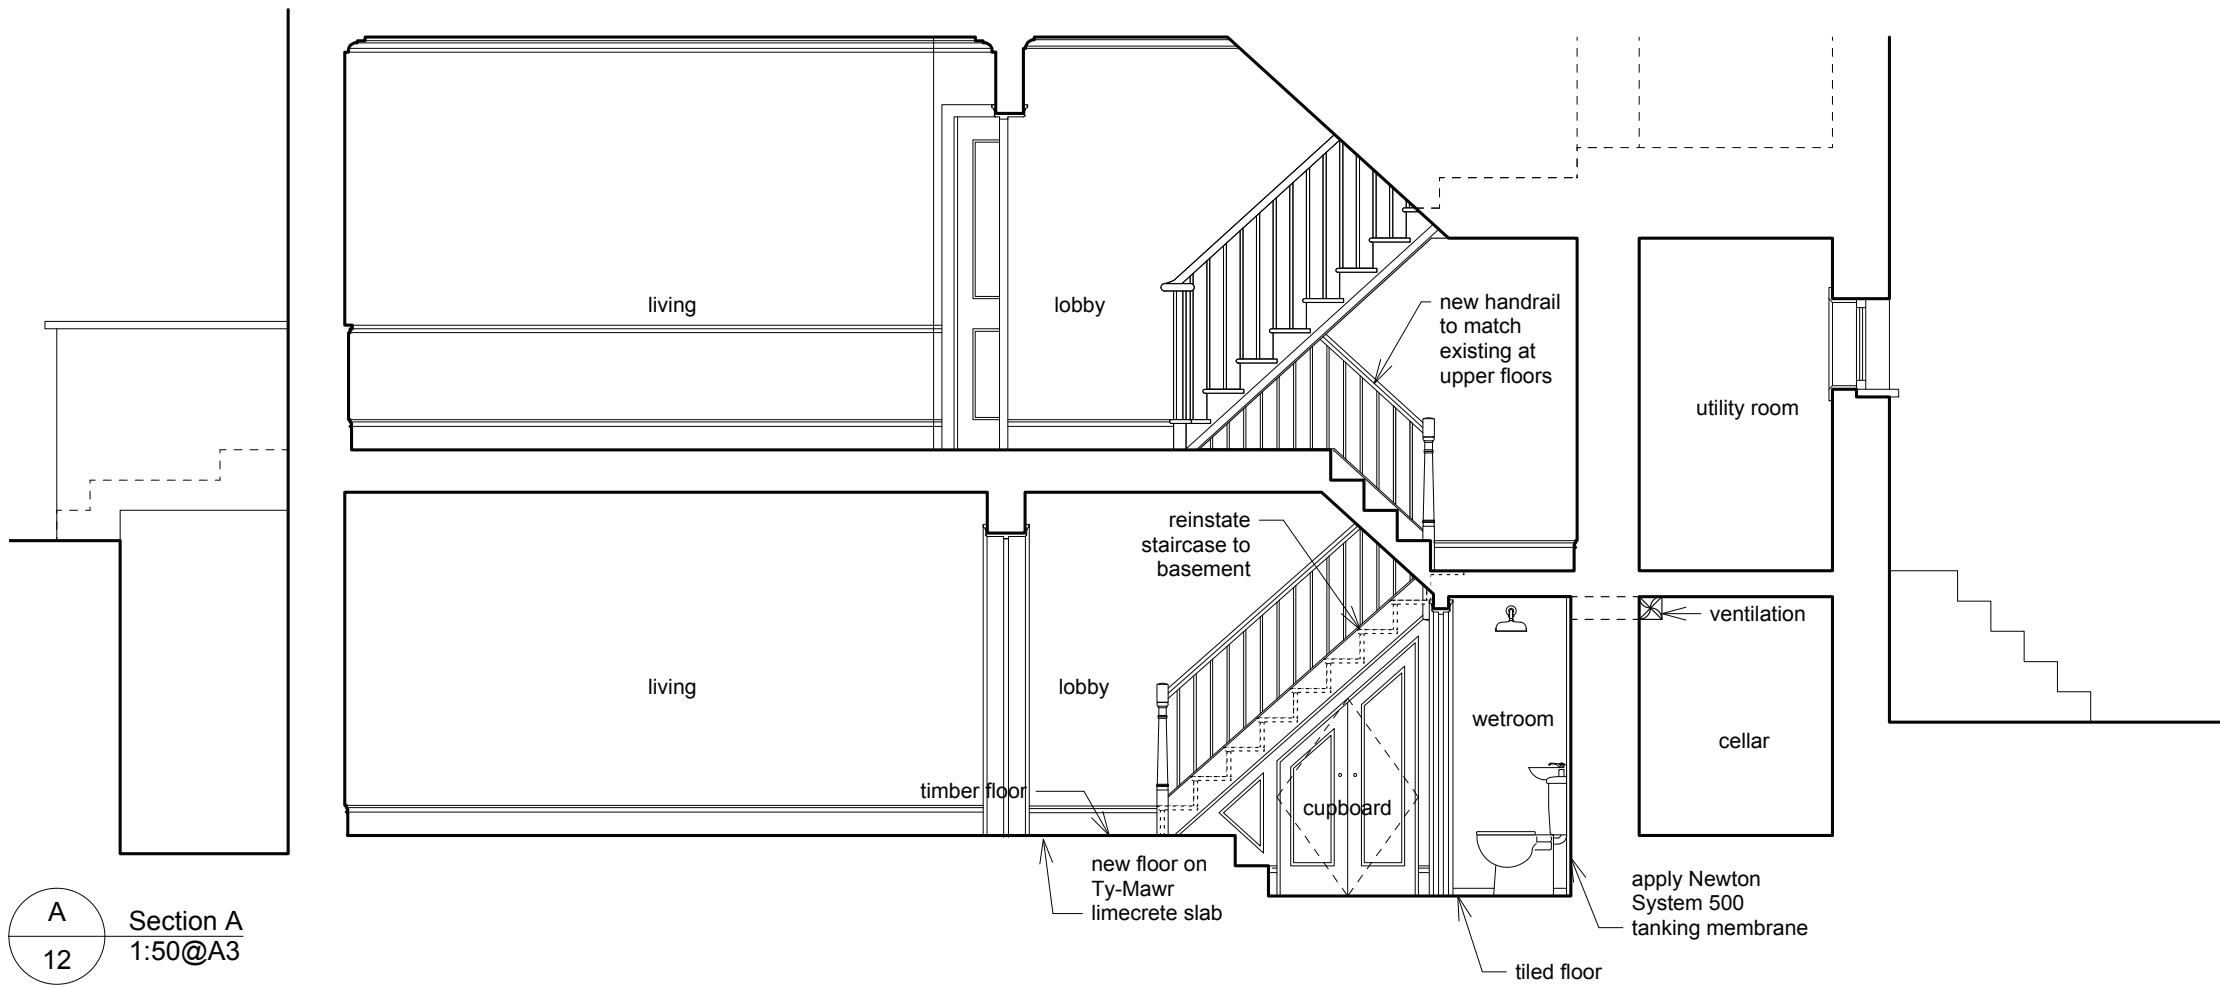 living
lobby
new handrail
to match
existing at
upper floors
utility room
reinstate
staircase to
basement
ventilation
living
lobby
wetroom
cellar
timber floor
cupboard
new floor on
Ty-Mawr
limecrete slab
apply Newton
System 500
tanking membrane
tiled floor
A
12
Section A
1:50@A3